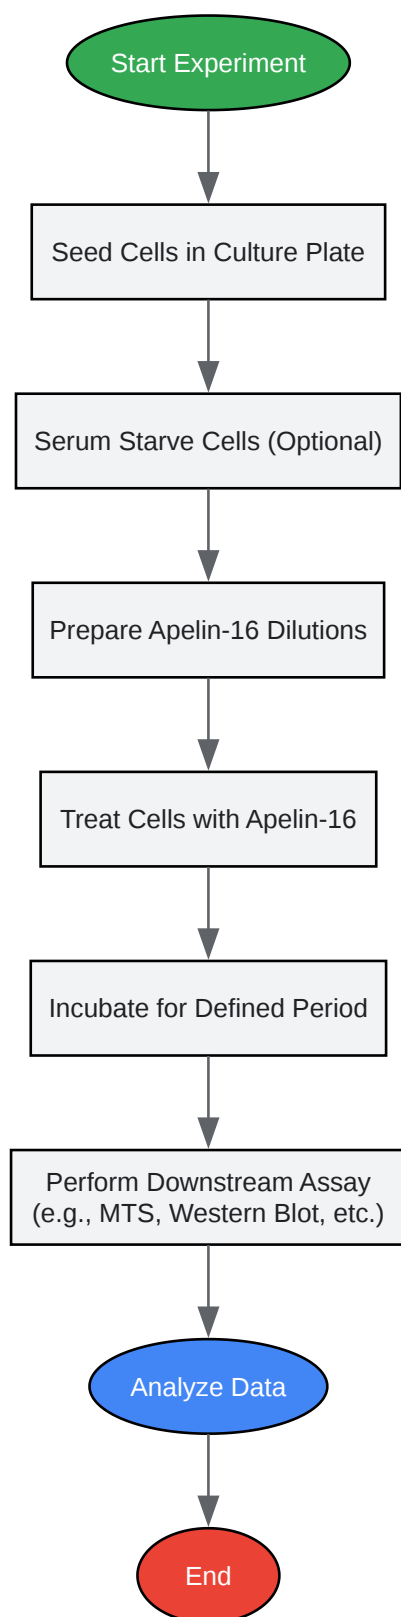 Start Experiment
Seed Cells in Culture Plate
Serum Starve Cells (Optional)
Prepare Apelin-16 Dilutions
Treat Cells with Apelin-16
Incubate for Defined Period
Perform Downstream Assay
(e.g., MTS, Western Blot, etc.)
Analyze Data
End